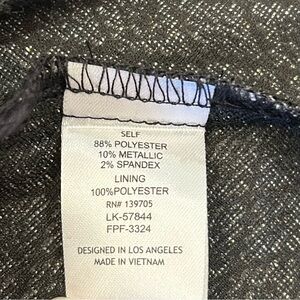 SELF
88% POLYESTER
10% METALLIC
2% SPANDEX
LINING
100%POLYESTER
RN# 139705
LK-57844
FPF-3324
DESIGNED IN LOS ANGELES
MADE IN VIETNAM